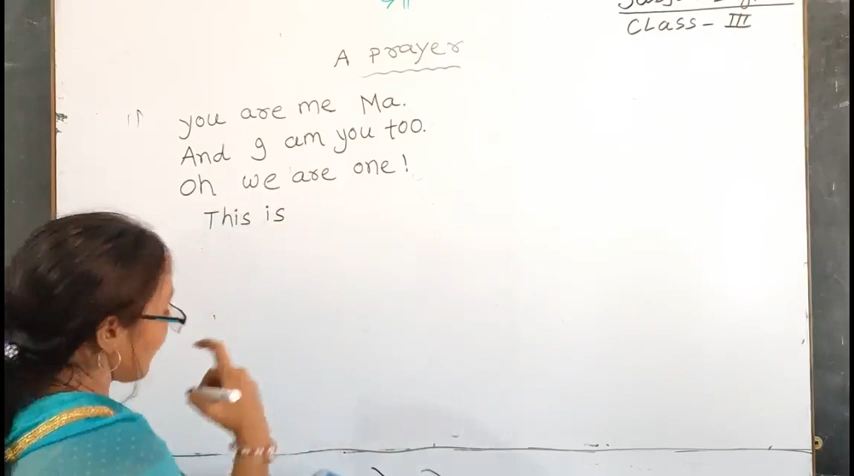 Class - III
A prayer
you are me Ma.
And I am you too.
Oh we are one!
This is